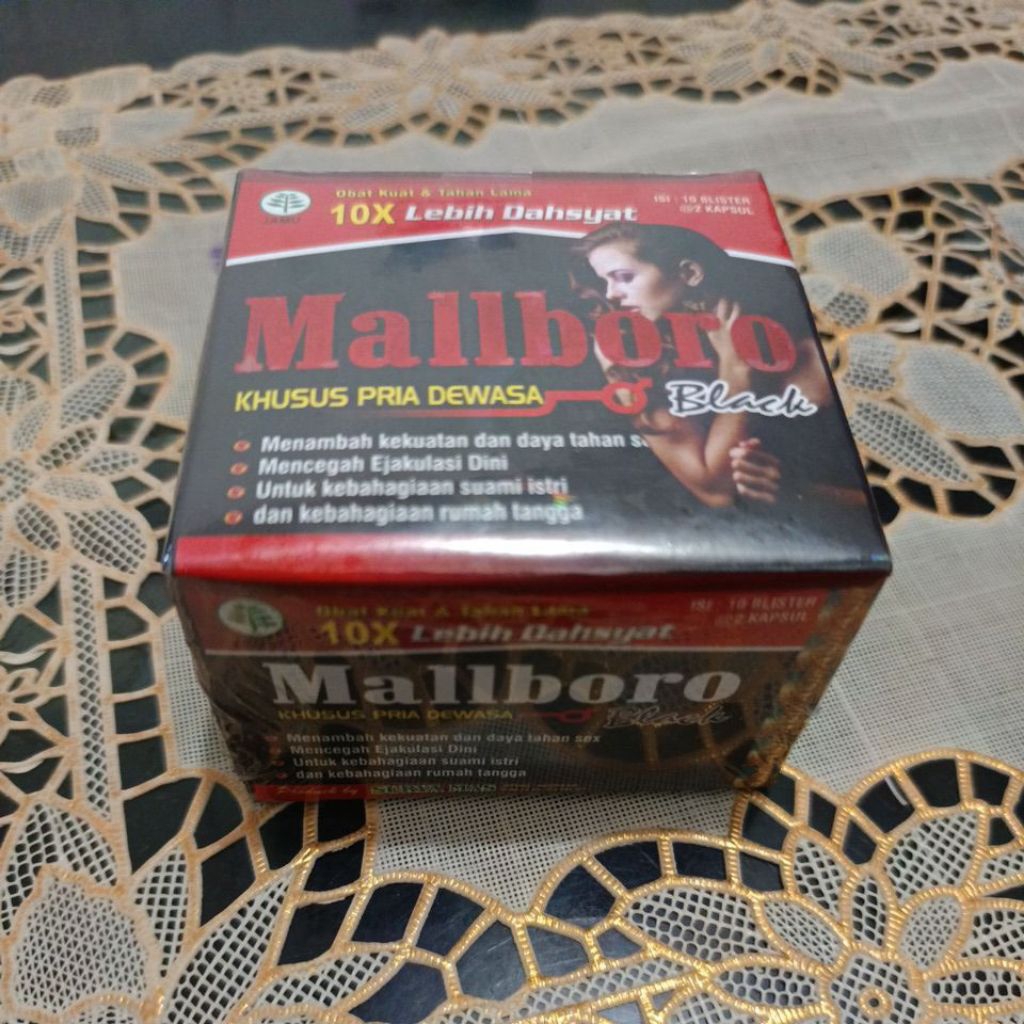 Obat Kuat & Tahan Lama
10X Lebih Dahsyat
ISI : 10 BLISTER
@2 KAPSUL
Mallboro
KHUSUS PRIA DEWASA
Black
Menambah kekuatan dan daya tahan
Mencegah Ejakulasi Dini
Untuk kebahagiaan suami istri
dan kebahagiaan rumah tangga
Obat Kuat & Tahan Lama
10X Lebih Dahsyat
ISI : 10 BLISTER
@2 KAPSUL
Mallboro
KHUSUS PRIA DEWASA
Black
Menambah kekuatan dan daya tahan sex
Mencegah Ejakulasi Dini
Untuk kebahagiaan suami istri
dan kebahagiaan rumah tangga